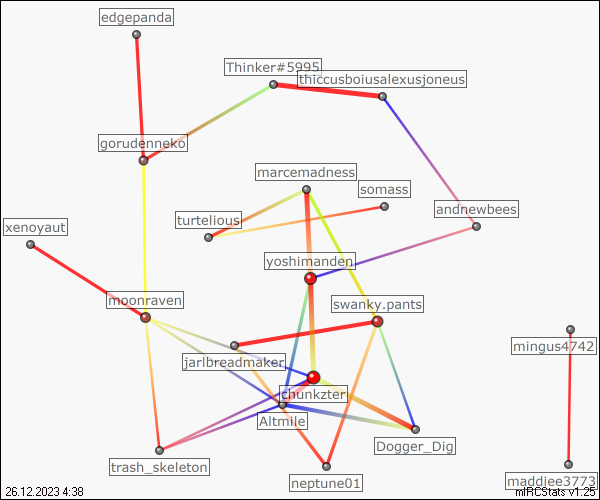 edgepanda
Thinker#5995
thiccusboiusalexusjoneus
gorudenneko
marcemadness
somass
andnewbees
turtelious
xenoyaut
yoshimanden
moonraven
swanky.pants
mingus4742
jarlbreadmaker
chunkzter
Altmile
Dogger_Dig
trash_skeleton
neptune01
maddiee3773
26.12.2023 4:38
mIRCStats v1.25